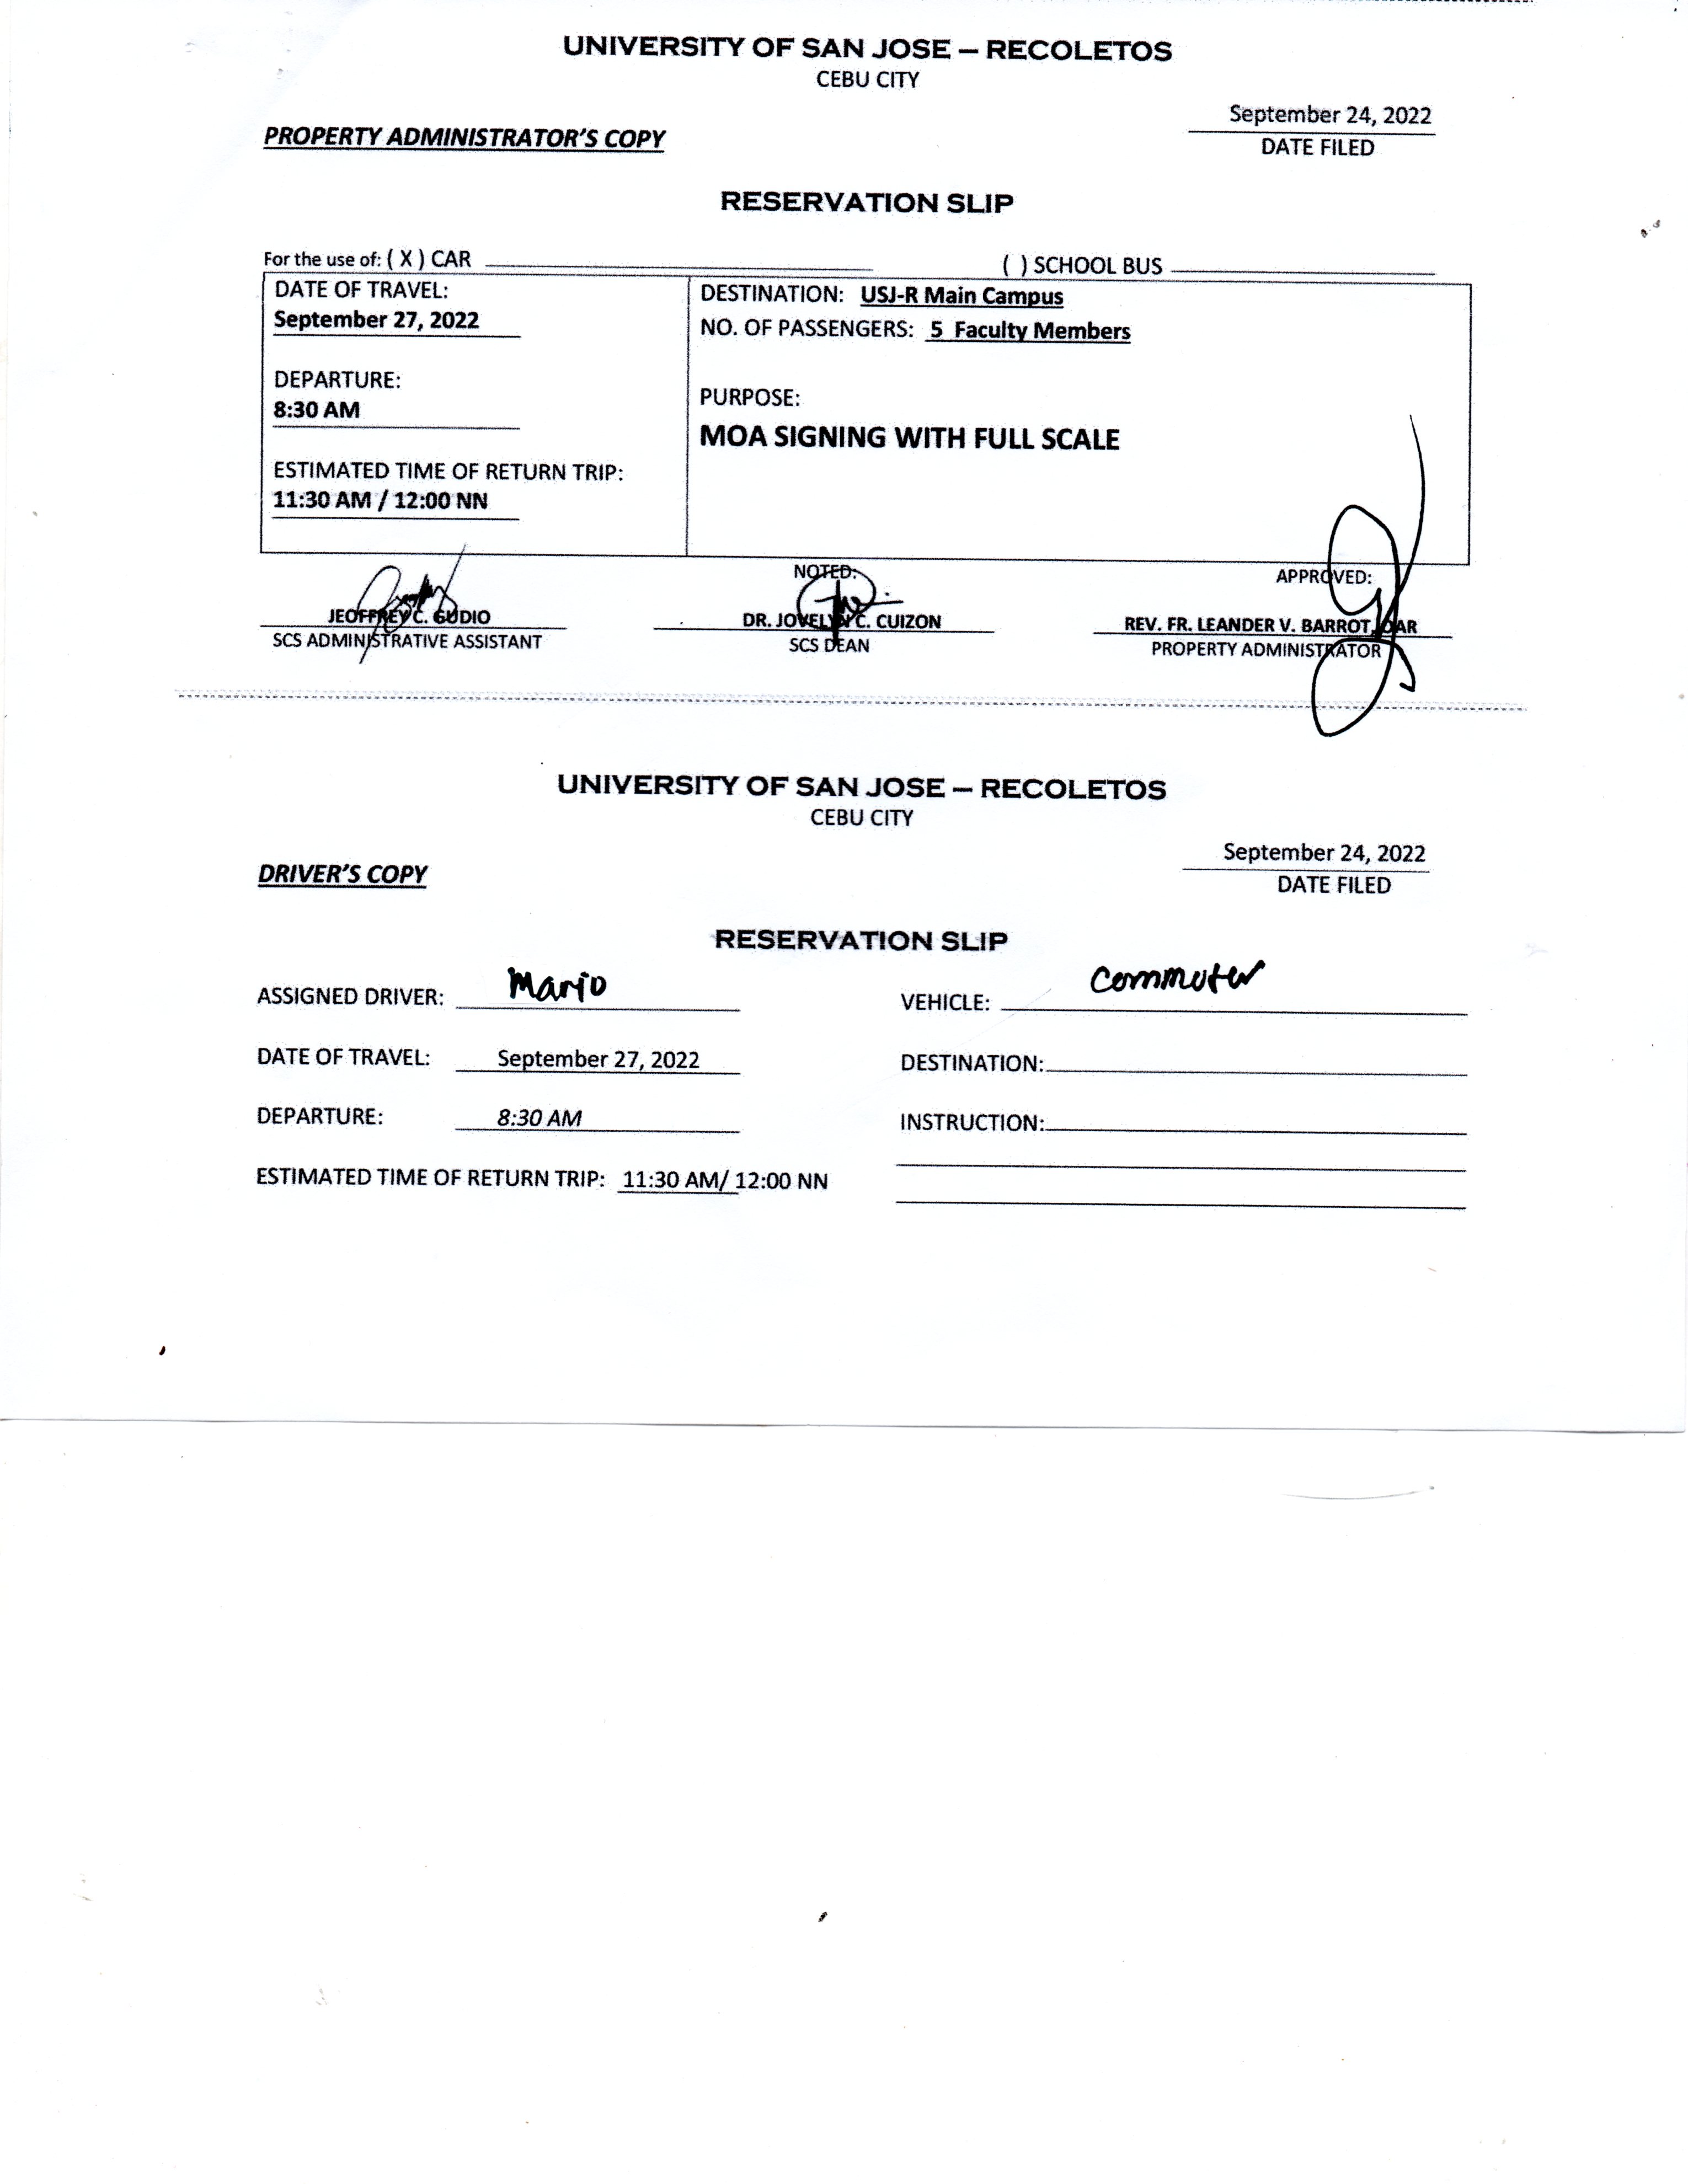 UNIVERSITY OF SAN JOSE – RECOLETOS
CEBU CITY
September 24, 2022
PROPERTY ADMINISTRATOR'S COPY
DATE FILED
RESERVATION SLIP
For the use of: ( X ) CAR
( ) SCHOOL BUS
DATE OF TRAVEL:
September 27, 2022
DEPARTURE:
8:30 AM
ESTIMATED TIME OF RETURN TRIP:
11:30 AM / 12:00 NN
DESTINATION: USJ-R Main Campus
NO. OF PASSENGERS: 5 Faculty Members
PURPOSE:
MOA SIGNING WITH FULL SCALE
JEOFFREY C. GUDIO
SCS ADMINISTRATIVE ASSISTANT
NOTED:
DR. JOVELYN C. CUIZON
SCS DEAN
APPROVED:
REV. FR. LEANDER V. BARROT, OAR
PROPERTY ADMINISTRATOR
UNIVERSITY OF SAN JOSE – RECOLETOS
CEBU CITY
September 24, 2022
DRIVER'S COPY
DATE FILED
RESERVATION SLIP
ASSIGNED DRIVER: Mario
VEHICLE: Commuter
DATE OF TRAVEL: September 27, 2022
DESTINATION:
DEPARTURE: 8:30 AM
INSTRUCTION:
ESTIMATED TIME OF RETURN TRIP: 11:30 AM/ 12:00 NN